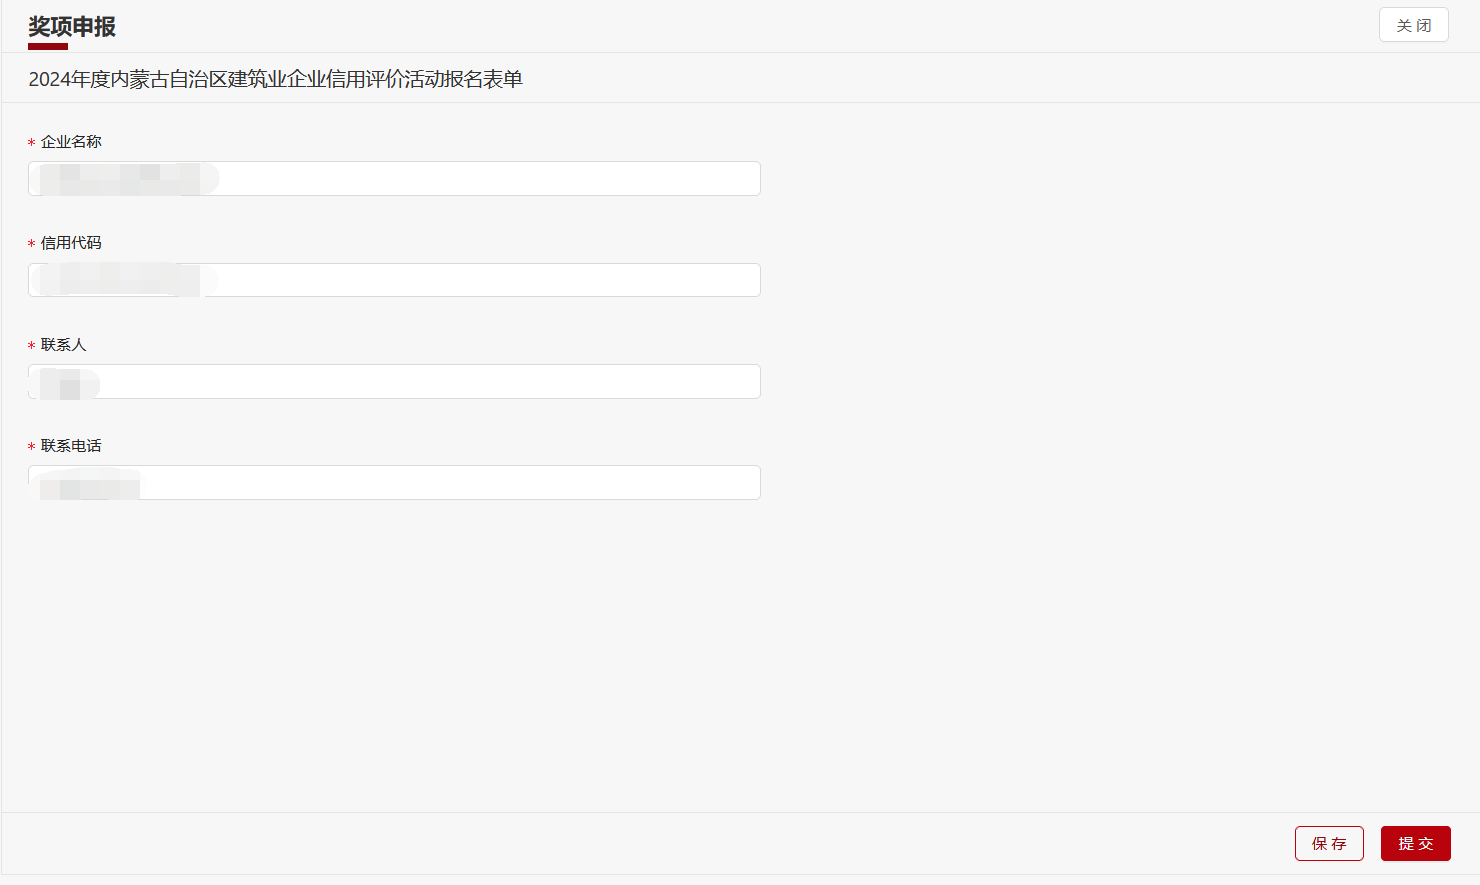 奖项申报
关 闭
2024年度内蒙古自治区建筑业企业信用评价活动报名表单
* 企业名称
* 信用代码
* 联系人
* 联系电话
保 存
提 交